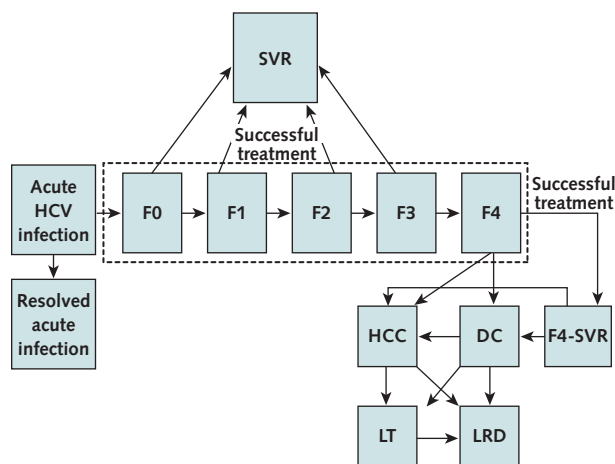 SVR
Successful
treatment
Acute
HCV
infection
F0
F1
F2
F3
F4
Successful
treatment
Resolved
acute
infection
HCC
DC
F4-SVR
LT
LRD